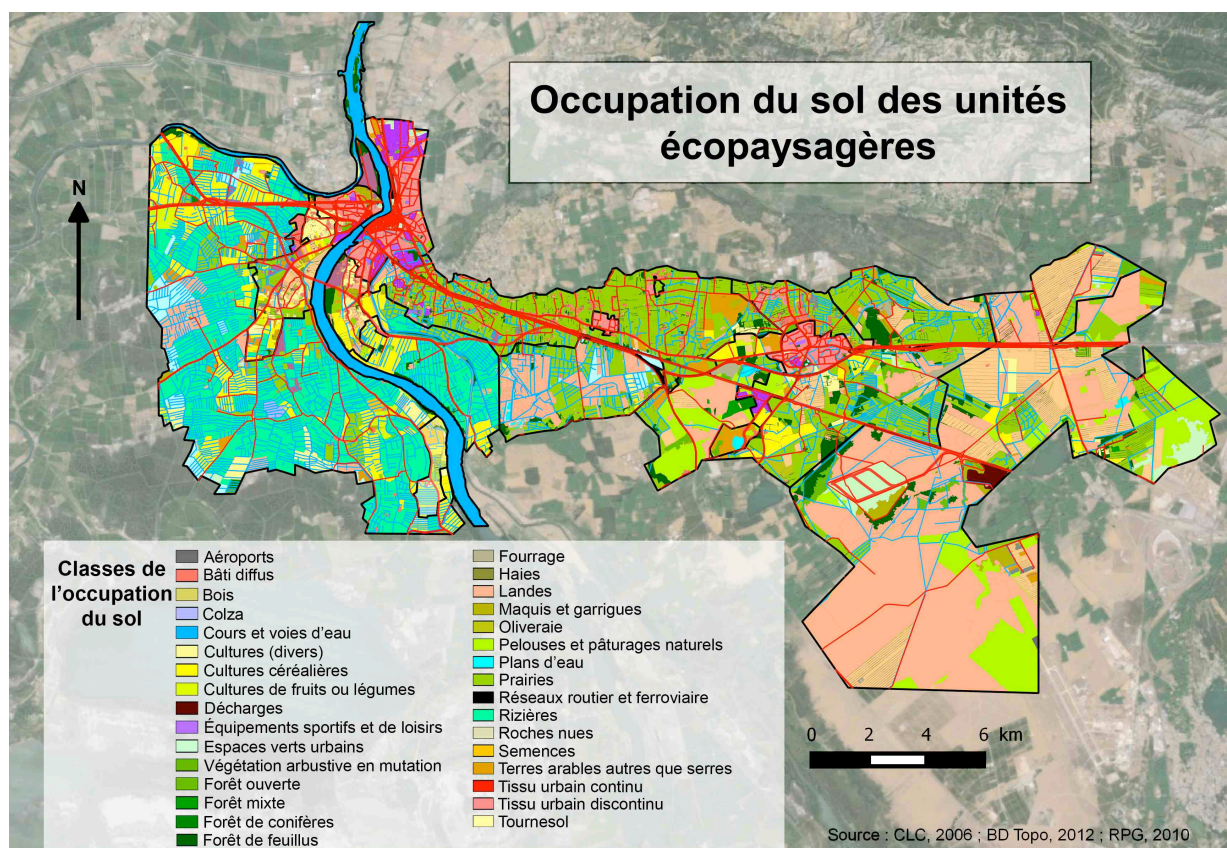 Occupation du sol des unités
écopaysagères
N
Classes de
l'occupation
du sol
Aéroports
Bâti diffus
Bois
Colza
Cours et voies d'eau
Cultures (divers)
Cultures céréalières
Cultures de fruits ou légumes
Décharges
Équipements sportifs et de loisirs
Espaces verts urbains
Végétation arbustive en mutation
Forêt ouverte
Forêt mixte
Forêt de conifères
Forêt de feuillus
Fourrage
Haies
Landes
Maquis et garrigues
Oliveraie
Pelouses et pâturages naturels
Plans d'eau
Prairies
Réseaux routier et ferroviaire
Rizières
Roches nues
Semences
Terres arables autres que serres
Tissu urbain continu
Tissu urbain discontinu
Tournesol
0 2 4 6 km
Source : CLC, 2006 ; BD Topo, 2012 ; RPG, 2010